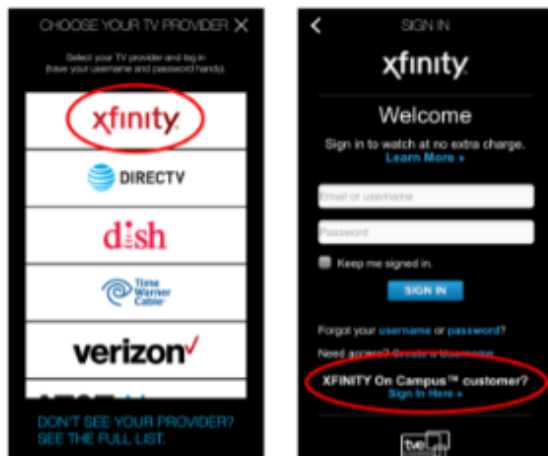 CHOOSE YOUR TV PROVIDER X
Select your TV provider and log in
(have your username and password handy).
xfinity
DIRECTV
dish
Time
Warner
Cable
verizon
AT&T
DON'T SEE YOUR PROVIDER?
SEE THE FULL LIST.
SIGN IN
xfinity
Welcome
Sign in to watch at no extra charge.
Learn More »
Email or username
Password
Keep me signed in.
SIGN IN
Forgot your username or password?
Need access? Create a Username
XFINITY On Campus™ customer?
Sign In Here »
tve